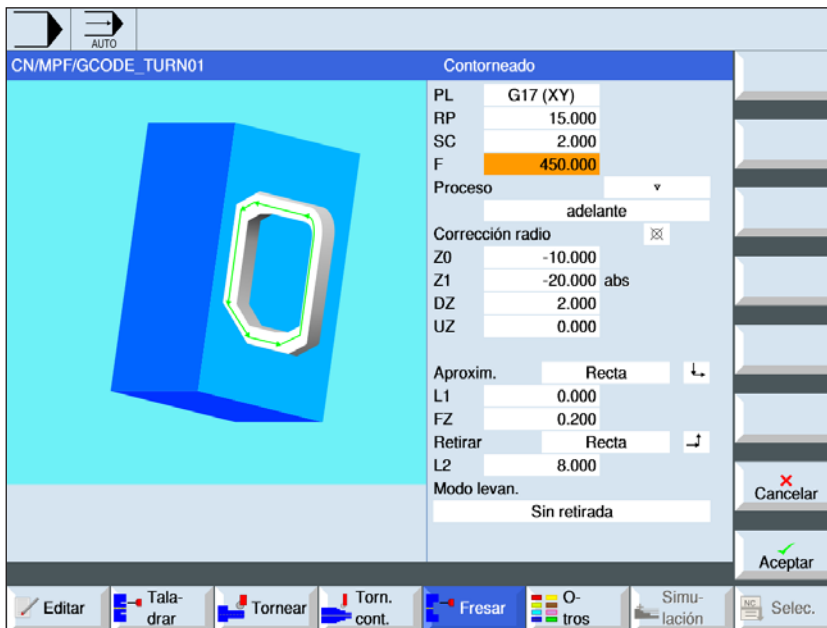 AUTO
CN/MPF/GCODE_TURN01
Contorneado
PL G17 (XY)
RP 15.000
SC 2.000
F 450.000
Proceso ▿
adelante
Corrección radio
Z0 -10.000
Z1 -20.000 abs
DZ 2.000
UZ 0.000
Aproxim. Recta
L1 0.000
FZ 0.200
Retirar Recta
L2 8.000
Modo levan.
Sin retirada
Cancelar
Aceptar
Editar
Tala-
drar
Tornear
Torn.
cont.
Fresar
O-
tros
Simu-
lación
NC
Selec.